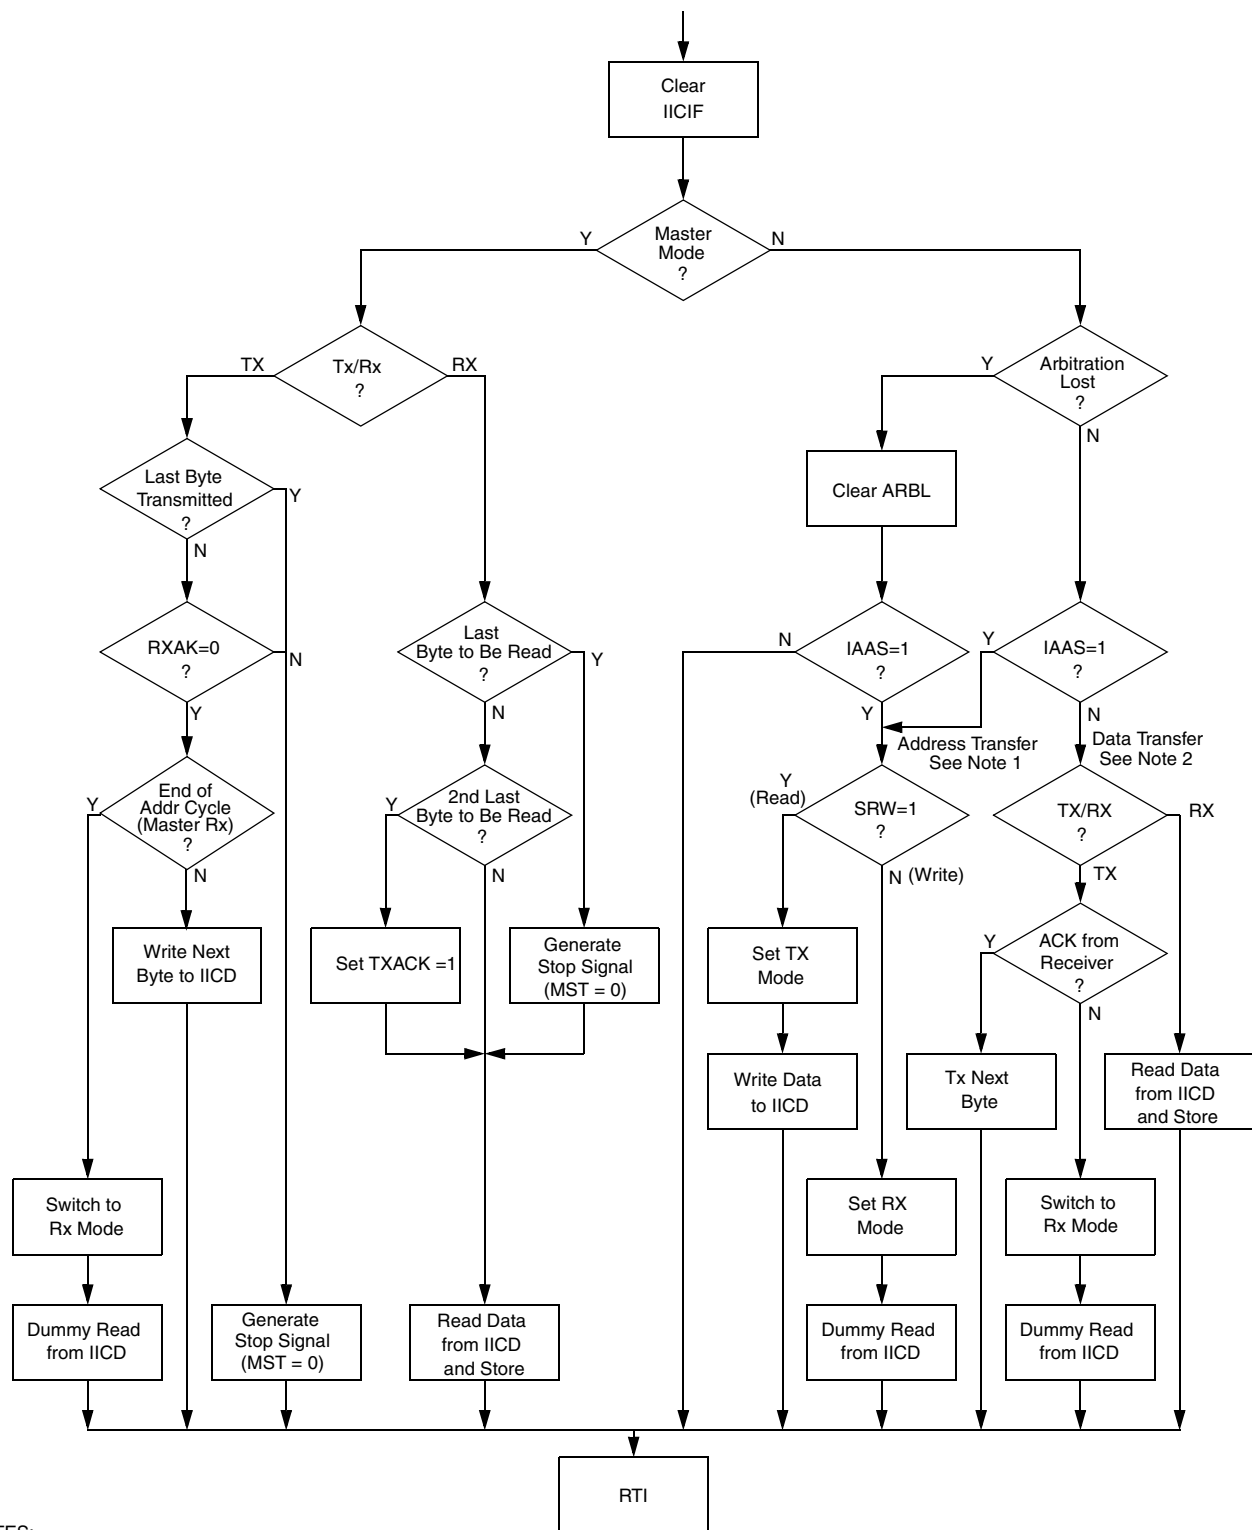 Clear
IICIF
Master
Mode
?
Y
N
Tx/Rx
?
TX
RX
Arbitration
Lost
?
Y
N
Last Byte
Transmitted
?
Y
N
Clear ARBL
RXAK=0
?
N
Y
Last
Byte to Be Read
?
Y
N
IAAS=1
?
N
Y
IAAS=1
?
Y
N
Address Transfer
See Note 1
Data Transfer
See Note 2
End of
Addr Cycle
(Master Rx)
?
Y
N
2nd Last
Byte to Be Read
?
Y
N
Y
(Read)
SRW=1
?
N (Write)
TX/RX
?
RX
TX
Write Next
Byte to IICD
Set TXACK =1
Generate
Stop Signal
(MST = 0)
Set TX
Mode
ACK from
Receiver
?
Y
N
Write Data
to IICD
Tx Next
Byte
Read Data
from IICD
and Store
Switch to
Rx Mode
Set RX
Mode
Switch to
Rx Mode
Dummy Read
from IICD
Generate
Stop Signal
(MST = 0)
Read Data
from IICD
and Store
Dummy Read
from IICD
Dummy Read
from IICD
RTI